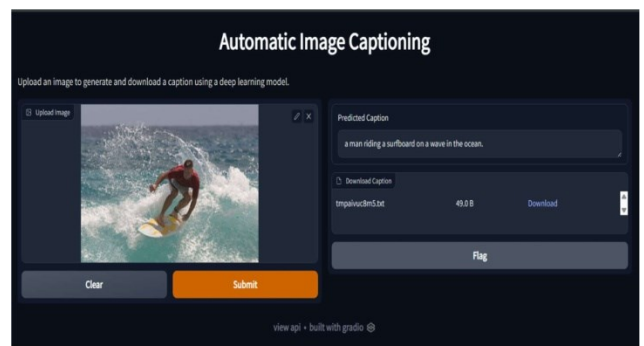 Automatic Image Captioning
Upload an image to generate and download a caption using a deep learning model.
Upload Image
Predicted Caption
a man riding a surfboard on a wave in the ocean.
Download Caption
tmpaivuc8m5.txt 49.0 B Download
Flag
Clear Submit
view api • built with gradio